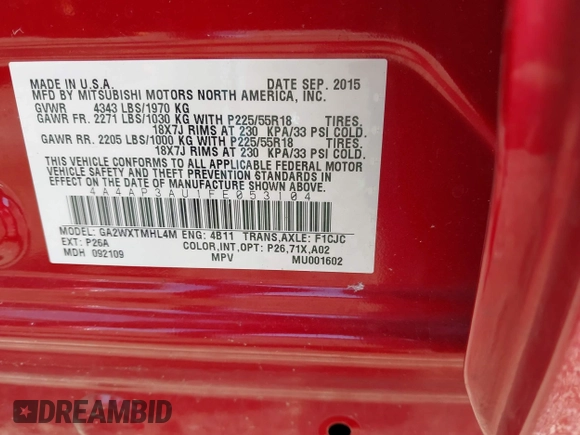 MADE IN U.S.A. DATE SEP. 2015
MFD BY MITSUBISHI MOTORS NORTH AMERICA, INC.
GVWR 4343 LBS/1970 KG
GAWR FR. 2271 LBS/1030 KG WITH P225/55R18 TIRES.
18X7J RIMS AT 230 KPA/33 PSI COLD.
GAWR RR. 2205 LBS/1000 KG WITH P225/55R18 TIRES.
18X7J RIMS AT 230 KPA/33 PSI COLD.
THIS VEHICLE CONFORMS TO ALL APPLICABLE FEDERAL MOTOR
VEHICLE SAFETY AND THEFT PREVENTION STANDARDS IN
EFFECT ON THE DATE OF MANUFACTURE SHOWN ABOVE.
4A4AP3AU1FE053104
MODEL: GA2WXTMHL4M ENG: 4B11 TRANS,AXLE: F1CJC
EXT: P26A COLOR,INT,OPT: P26,71X,A02
MDH 092109 MPV MU001602
DREAMBID